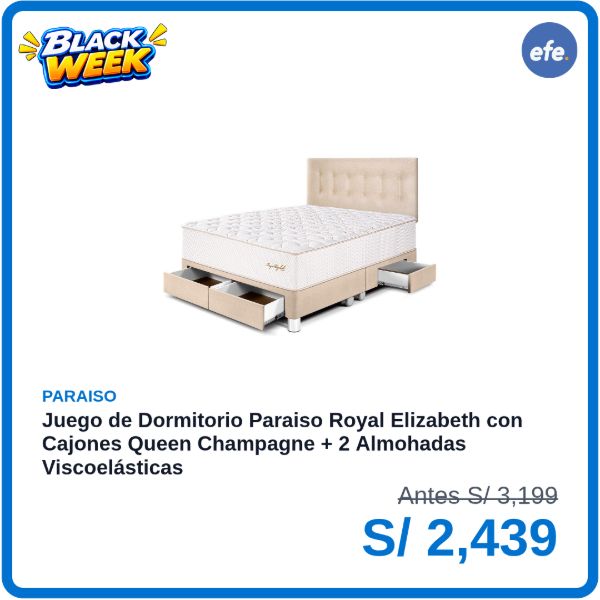 BLACK
WEEK
efe.
PARAISO
Juego de Dormitorio Paraiso Royal Elizabeth con
Cajones Queen Champagne + 2 Almohadas
Viscoelásticas
Antes S/ 3,199
S/ 2,439